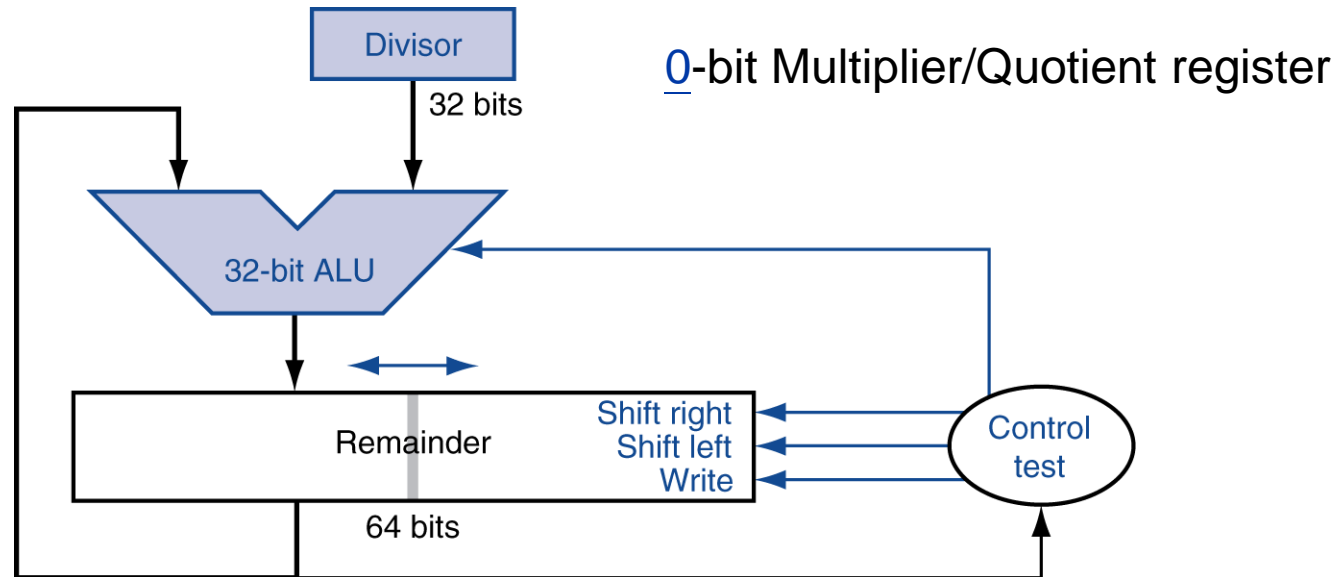 Divisor
0-bit Multiplier/Quotient register
32 bits
32-bit ALU
Shift right
Remainder
Shift left
Write
Control
test
64 bits